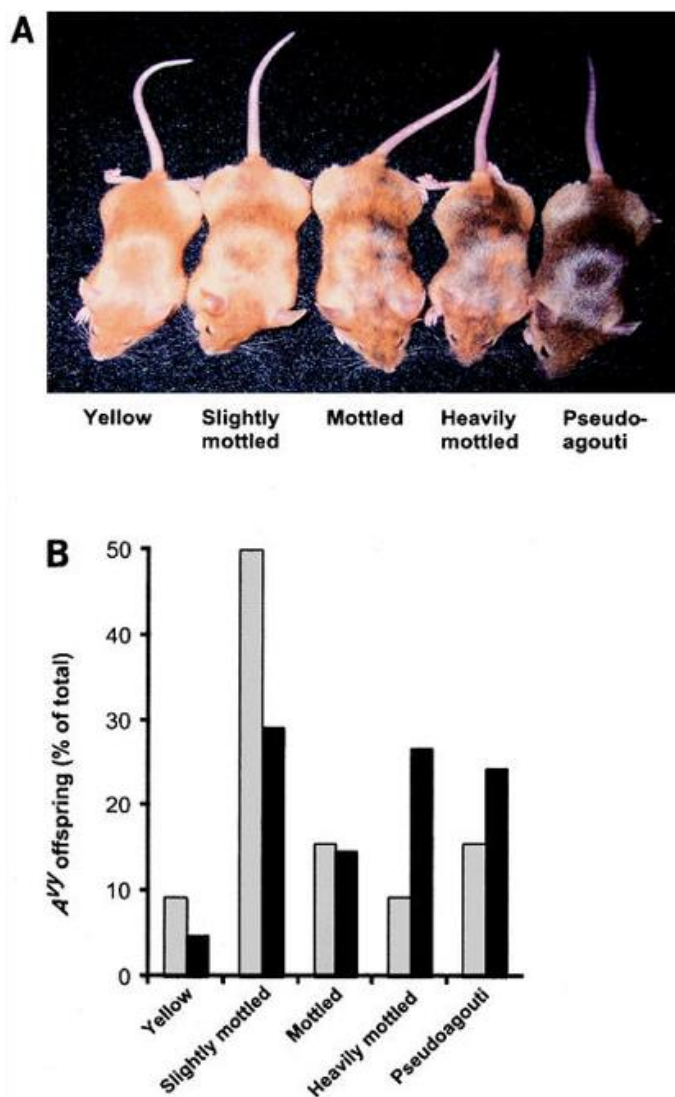 A
Yellow
Slightly
mottled
Mottled
Heavily
mottled
Pseudo-
agouti
B
A^vy offspring (% of total)
50
40
30
20
10
0
Yellow
Slightly mottled
Mottled
Heavily mottled
Pseudoagouti